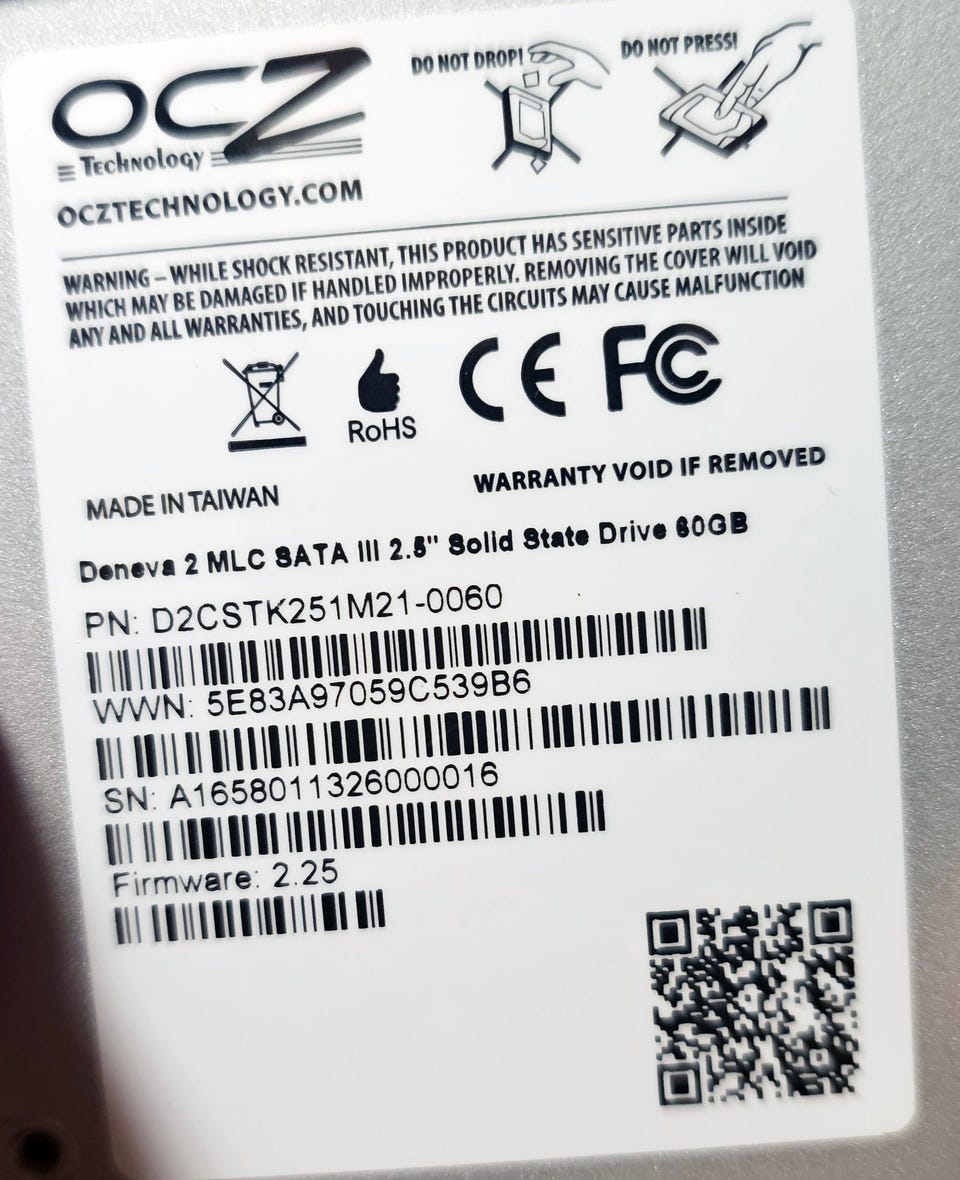 OCZ
Technology
OCZTECHNOLOGY.COM
DO NOT DROP!
DO NOT PRESS!
WARNING – WHILE SHOCK RESISTANT, THIS PRODUCT HAS SENSITIVE PARTS INSIDE
WHICH MAY BE DAMAGED IF HANDLED IMPROPERLY. REMOVING THE COVER WILL VOID
ANY AND ALL WARRANTIES, AND TOUCHING THE CIRCUITS MAY CAUSE MALFUNCTION
RoHS
CE
FC
MADE IN TAIWAN
WARRANTY VOID IF REMOVED
Deneva 2 MLC SATA III 2.5" Solid State Drive 60GB
PN: D2CSTK251M21-0060
WWN: 5E83A97059C539B6
SN: A1658011326000016
Firmware: 2.25